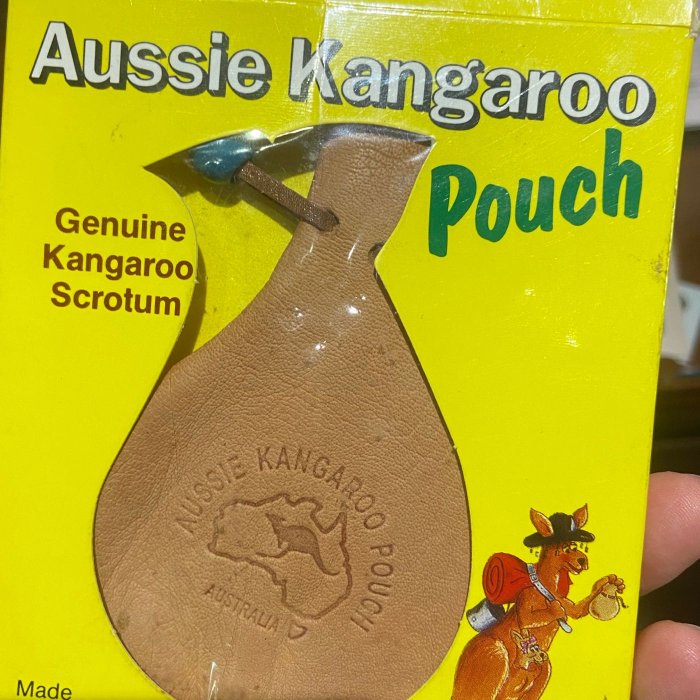 Aussie Kangaroo
Pouch
Genuine
Kangaroo
Scrotum
AUSSIE KANGAROO POUCH
AUSTRALIA
Made